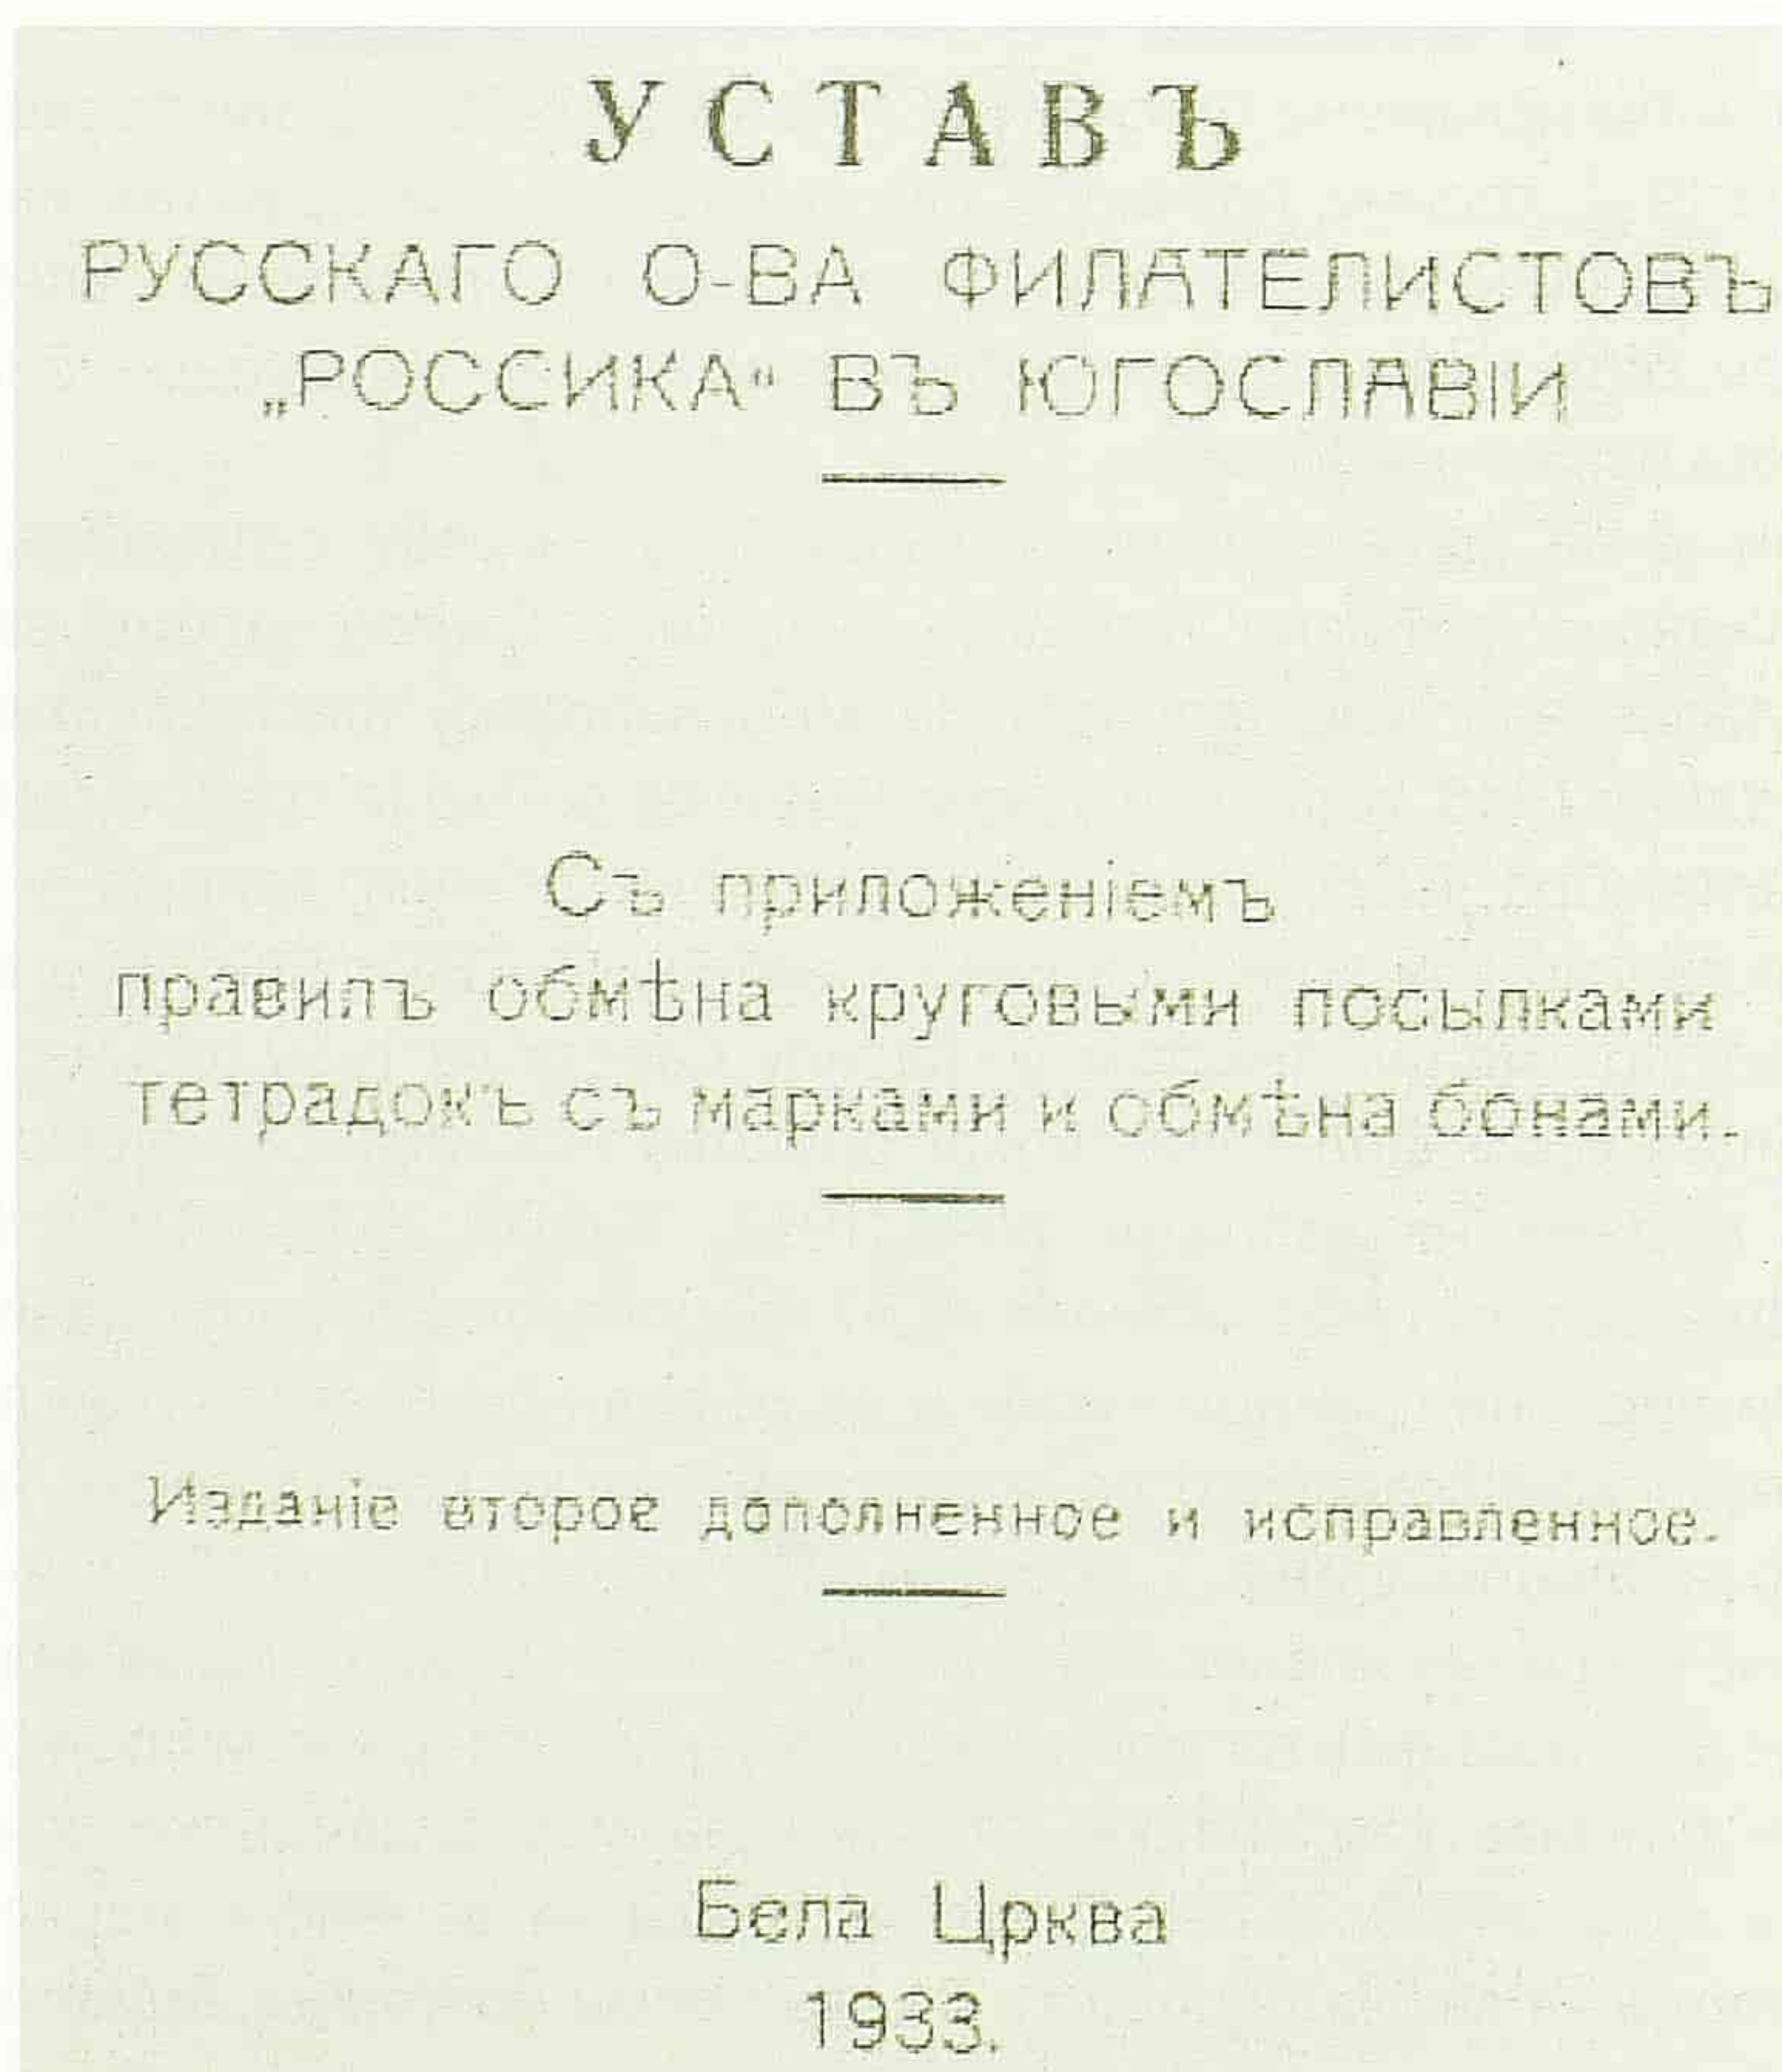 УСТАВЪ
РУССКАГО О-ВА ФИЛАТЕЛИСТОВЪ
„РОССИКА“ ВЪ ЮГОСЛАВІИ
Съ приложеніемъ
правилъ обмѣна круговыми посылками
тетрадокъ съ марками и обмѣна бонами.
Изданіе второе дополненное и исправленное.
Бела Црква
1933.